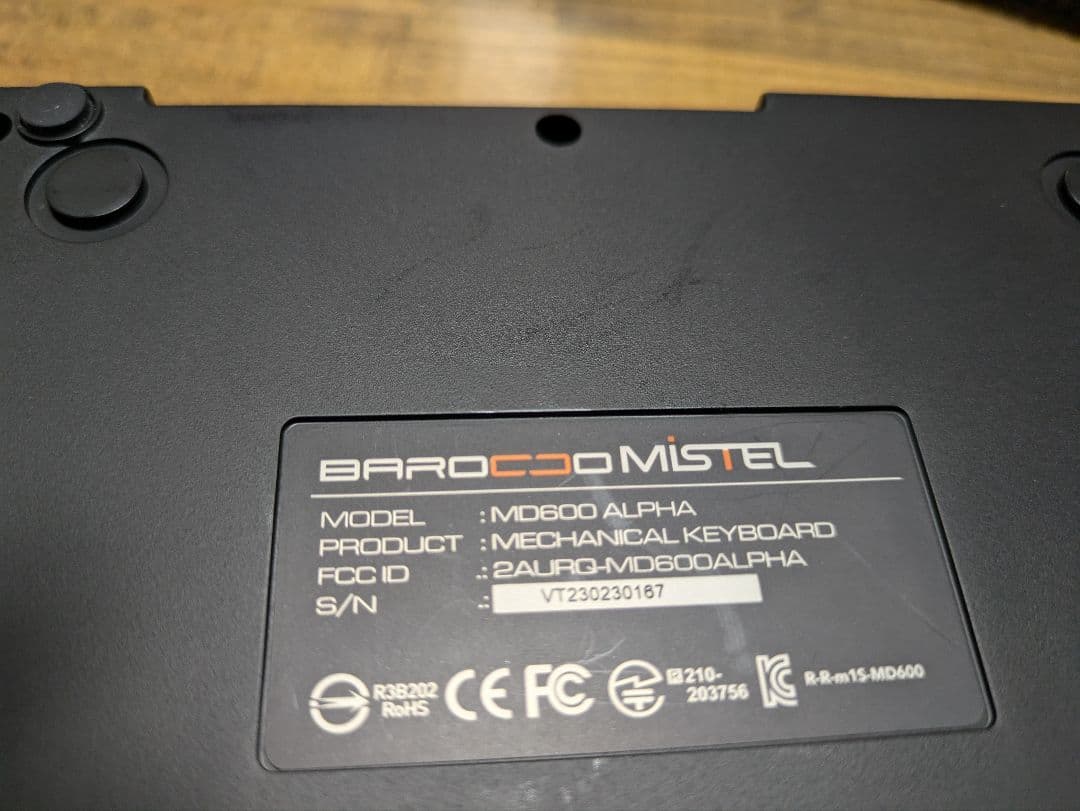 BAROCCO MISTEL
MODEL : MD600 ALPHA
PRODUCT : MECHANICAL KEYBOARD
FCC ID : 2AURQ-MD600ALPHA
S/N : VT230230167
R3B202
RoHS
CE FC R 210-
203756
R-R-m1S-MD600